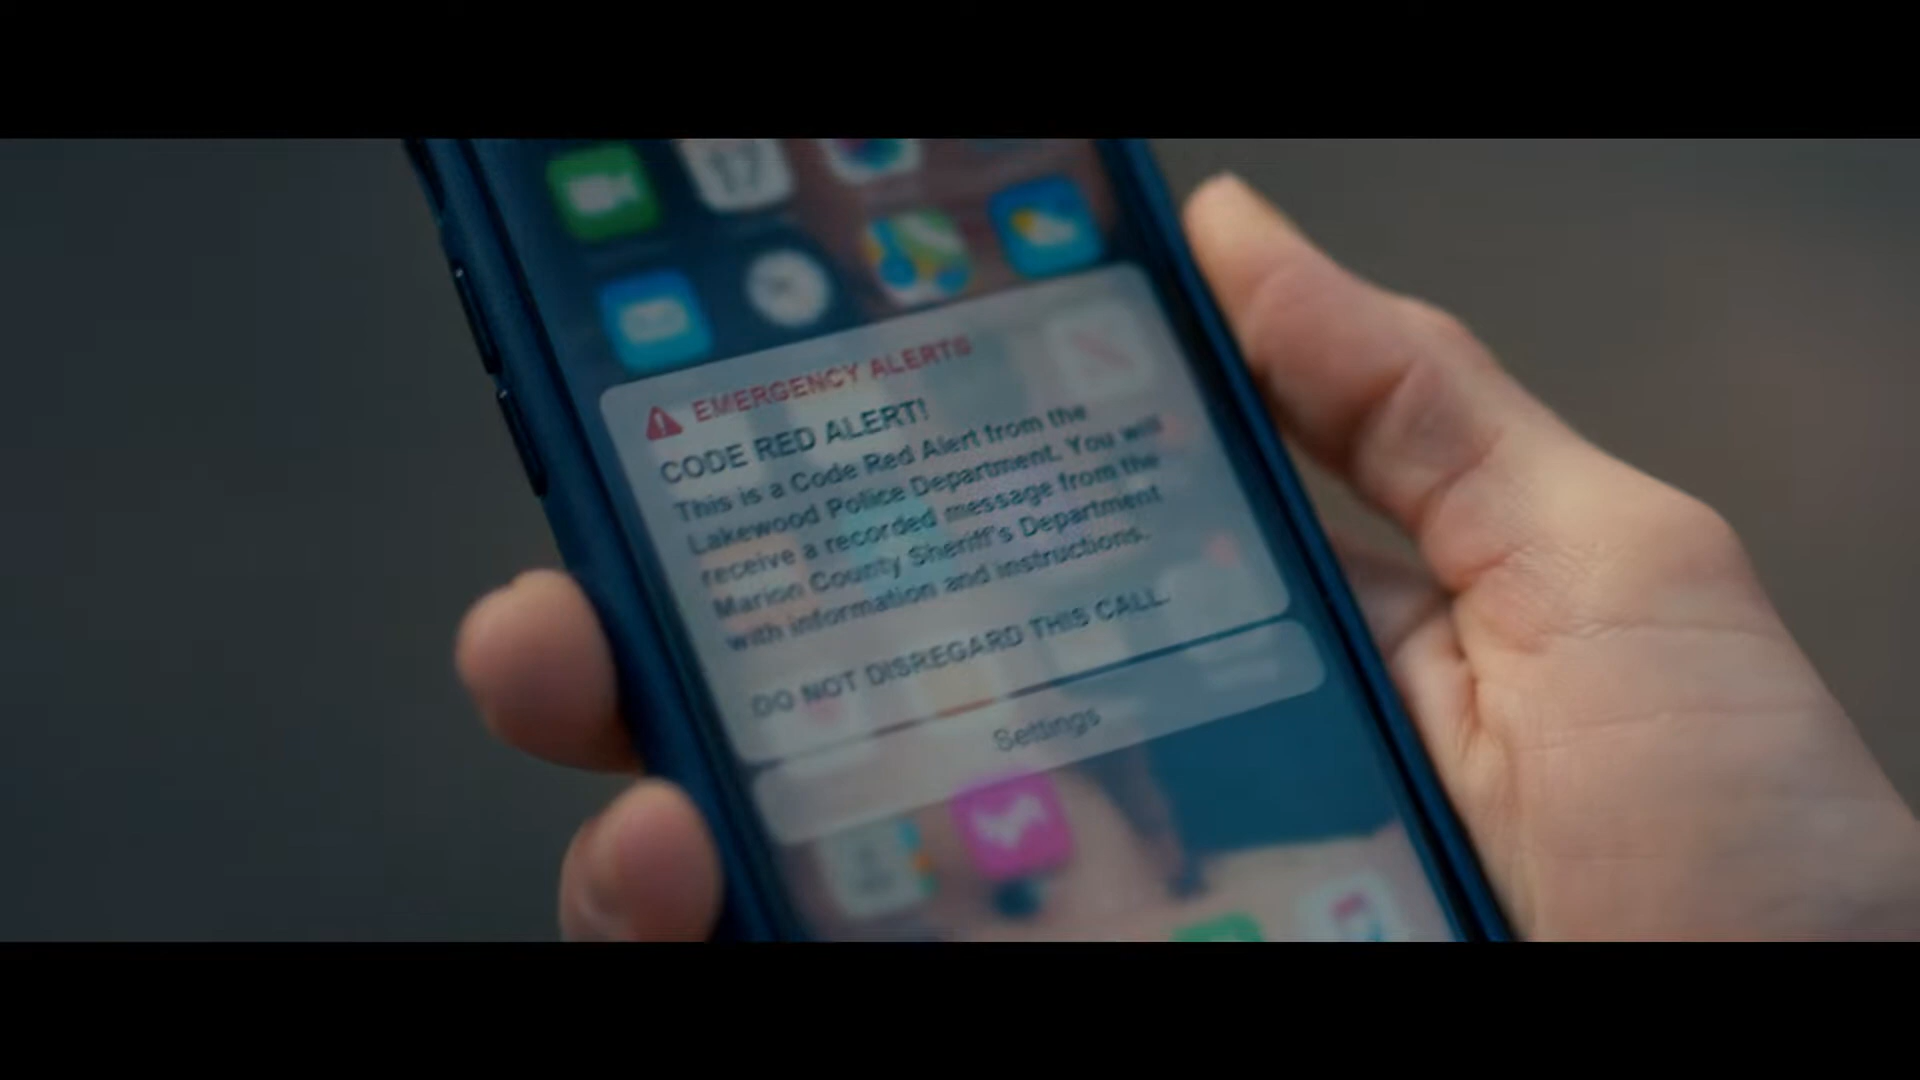 17
EMERGENCY ALERTS
CODE RED ALERT!
This is a Code Red Alert from the
Lakewood Police Department. You will
receive a recorded message from the
Marion County Sheriff's Department
with information and instructions.
DO NOT DISREGARD THIS CALL.
Settings